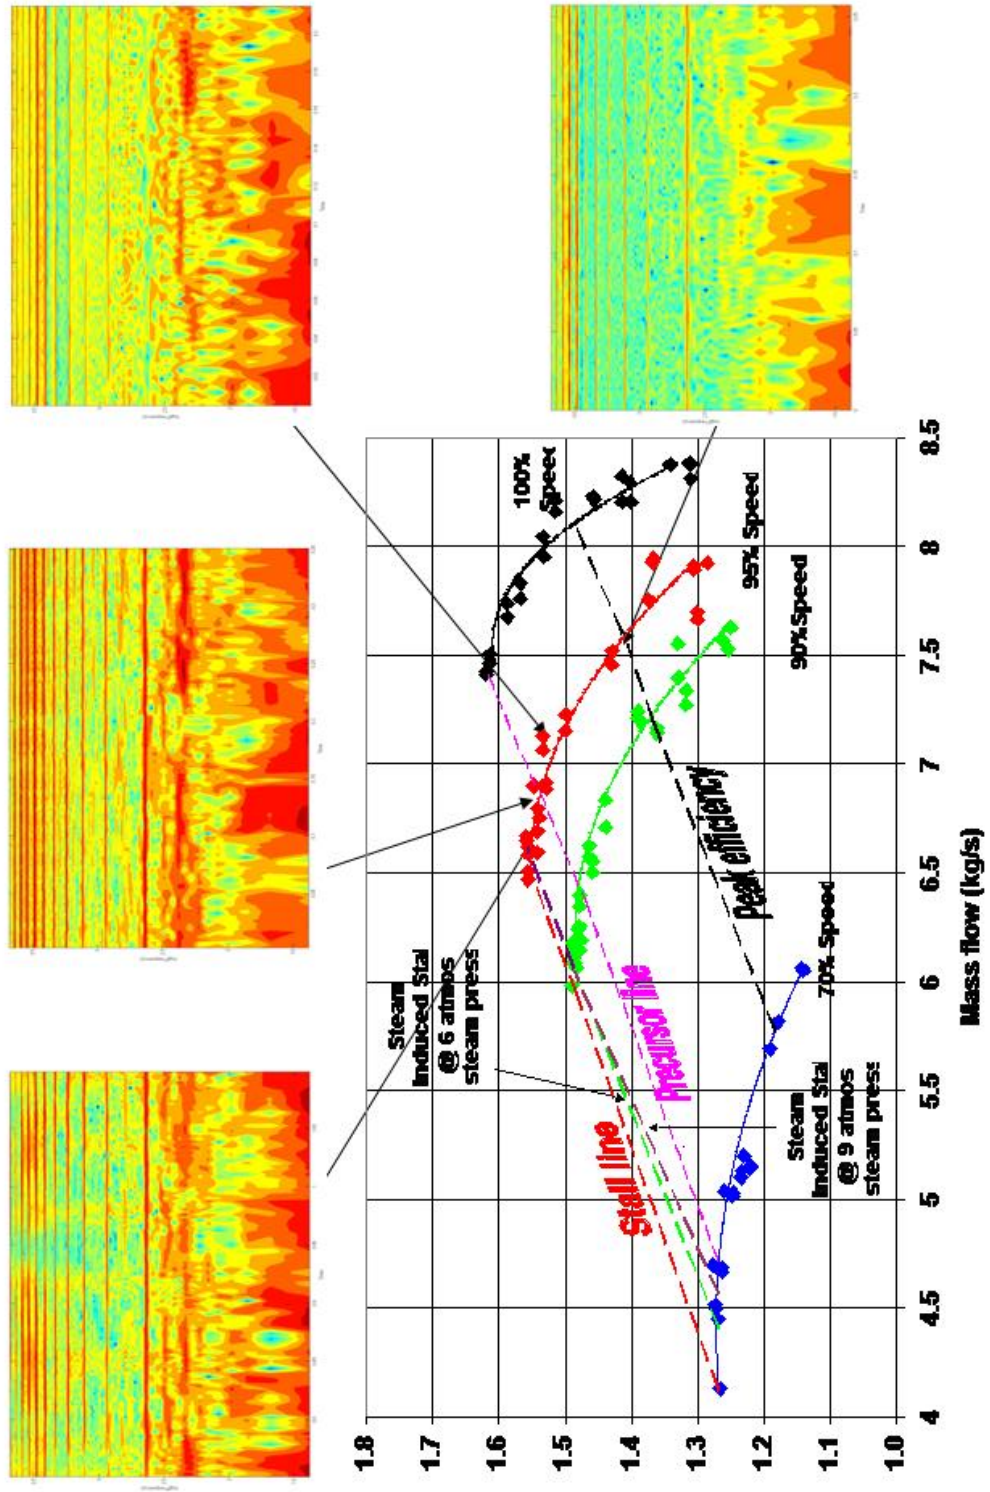 100%
Speed
95% Speed
90%Speed
70% Speed
Peak efficiency
Precursor line
Stall line
Steam
Induced Stal
@ 6 atmos
steam press
Steam
Induced Stal
@ 9 atmos
steam press
1.8
1.7
1.6
1.5
1.4
1.3
1.2
1.1
1.0
4
4.5
5
5.5
6
6.5
7
7.5
8
8.5
Mass flow (kg/s)